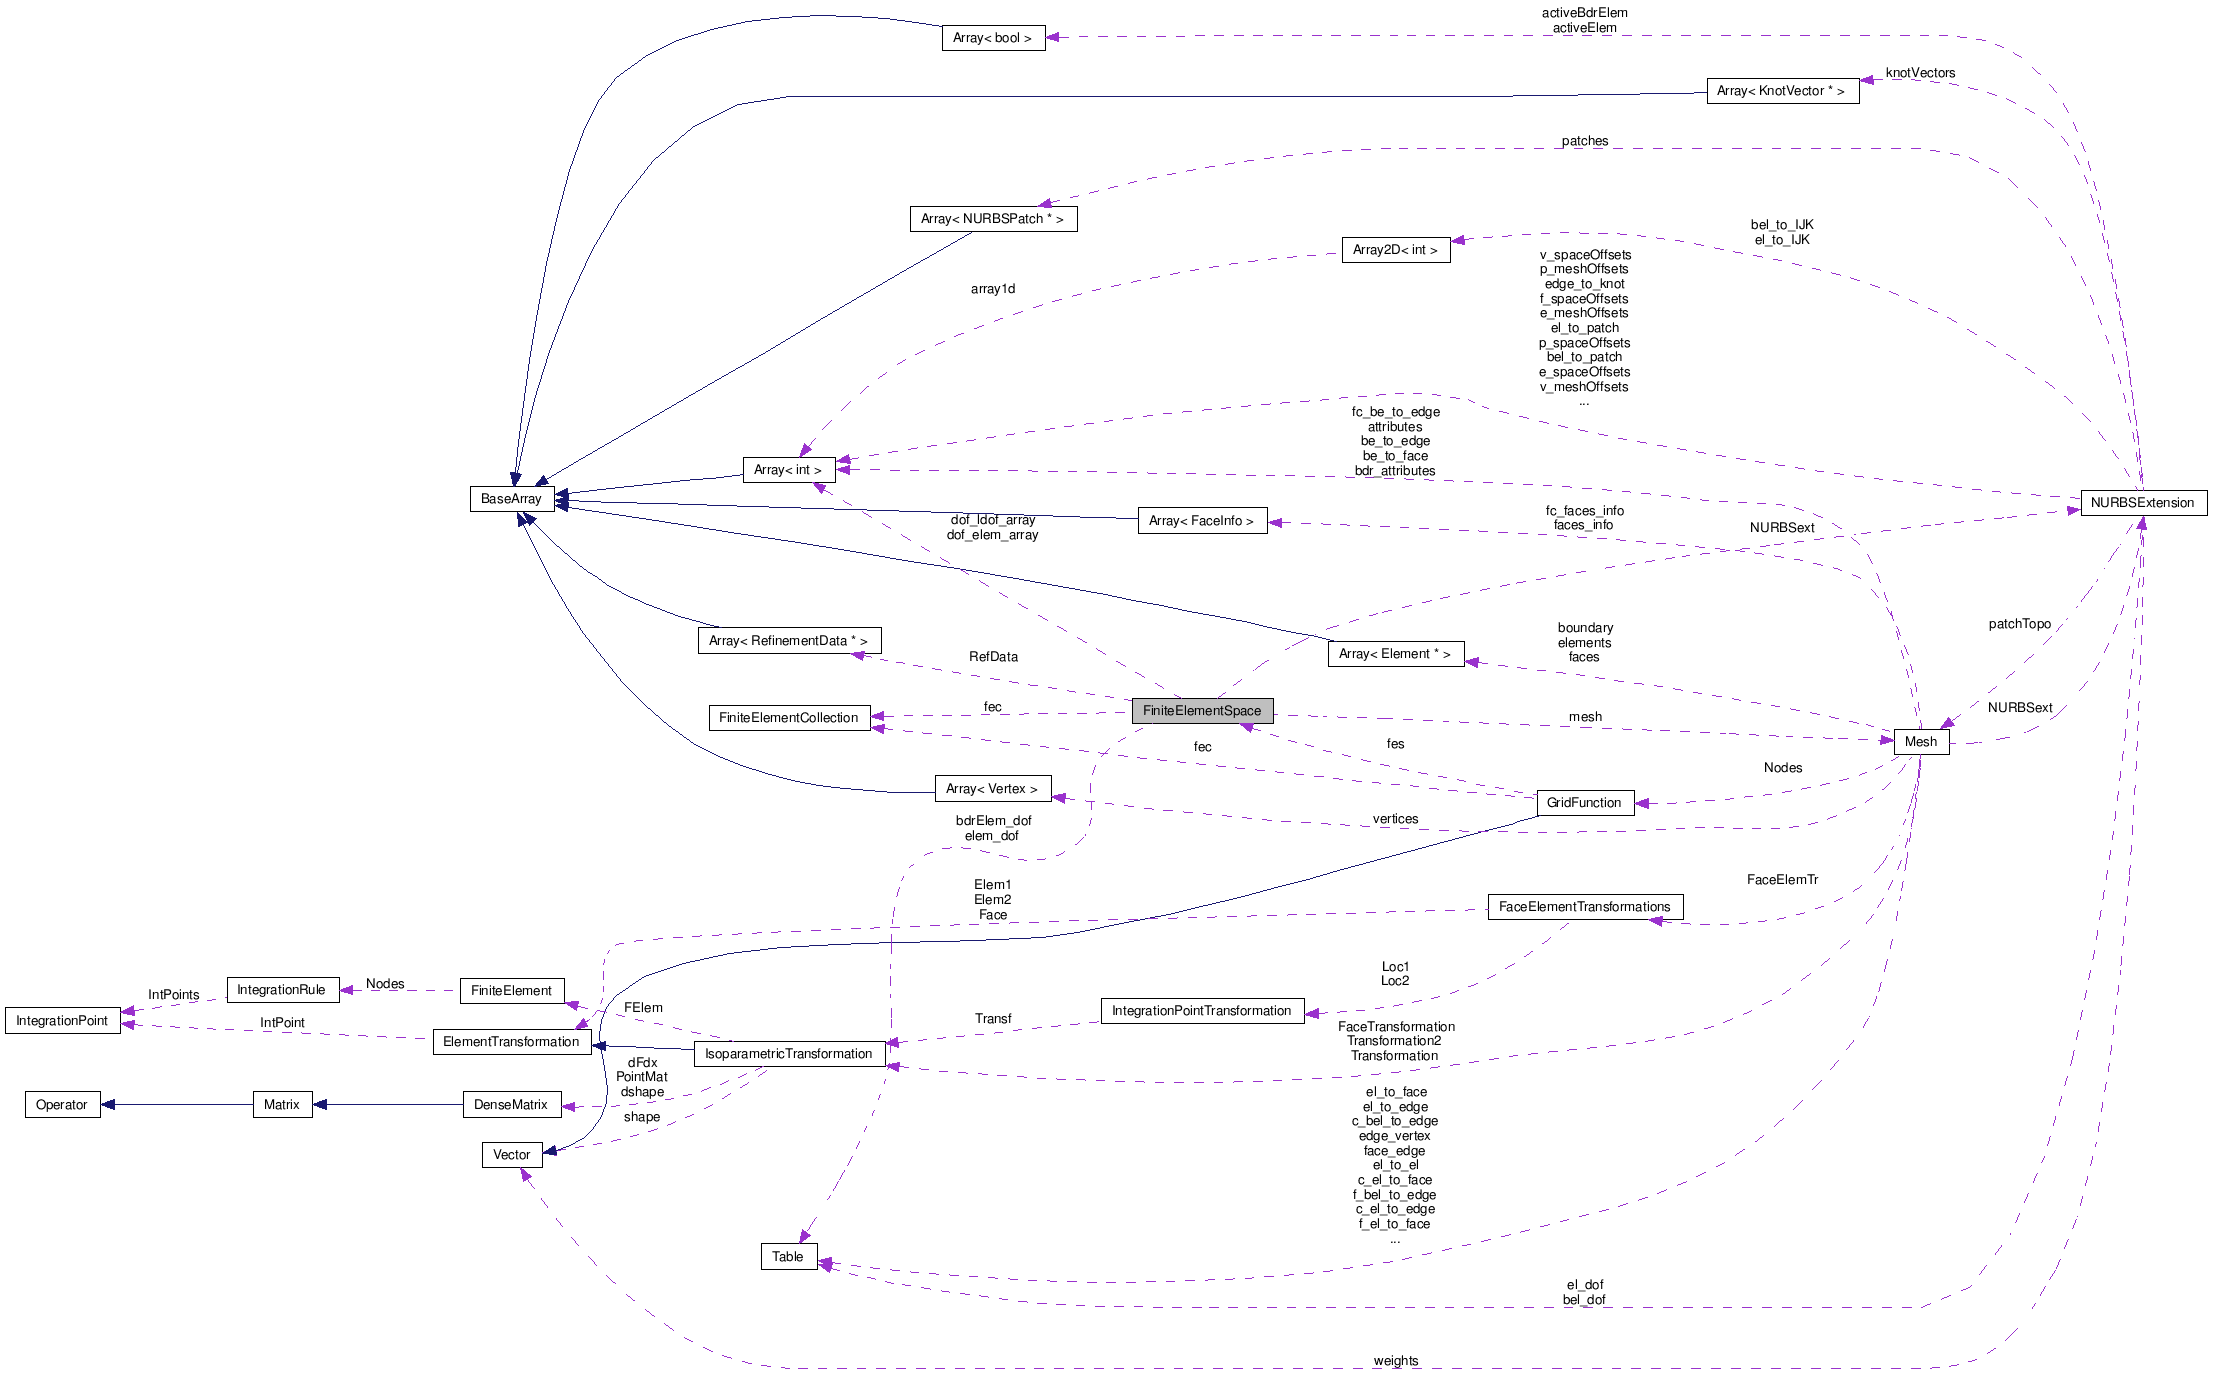 activeBdrElem
activeElem
Array< bool >
knotVectors
Array< KnotVector * >
patches
Array< NURBSPatch * >
bel_to_IJK
el_to_IJK
Array2D< int >
v_spaceOffsets
p_meshOffsets
edge_to_knot
f_spaceOffsets
e_meshOffsets
el_to_patch
p_spaceOffsets
bel_to_patch
e_spaceOffsets
v_meshOffsets
...
array1d
fc_be_to_edge
attributes
be_to_edge
be_to_face
bdr_attributes
Array< int >
BaseArray
NURBSExtension
Array< FaceInfo >
fc_faces_info
faces_info
dof_ldof_array
dof_elem_array
NURBSext
Array< RefinementData * >
RefData
Array< Element * >
boundary
elements
faces
patchTopo
FiniteElementCollection
fec
FiniteElementSpace
mesh
NURBSext
Mesh
fec
fes
Nodes
Array< Vertex >
GridFunction
vertices
bdrElem_dof
elem_dof
FaceElemTr
Elem1
Elem2
Face
FaceElementTransformations
Loc1
Loc2
IntegrationRule
Nodes
FiniteElement
IntPoints
IntegrationPoint
IntPoint
FElem
Transf
IntegrationPointTransformation
ElementTransformation
IsoparametricTransformation
FaceTransformation
Transformation2
Transformation
dFdx
PointMat
dshape
Operator
Matrix
DenseMatrix
shape
Vector
el_to_face
el_to_edge
c_bel_to_edge
edge_vertex
face_edge
el_to_el
c_el_to_face
f_bel_to_edge
c_el_to_edge
f_el_to_face
...
Table
el_dof
bel_dof
weights